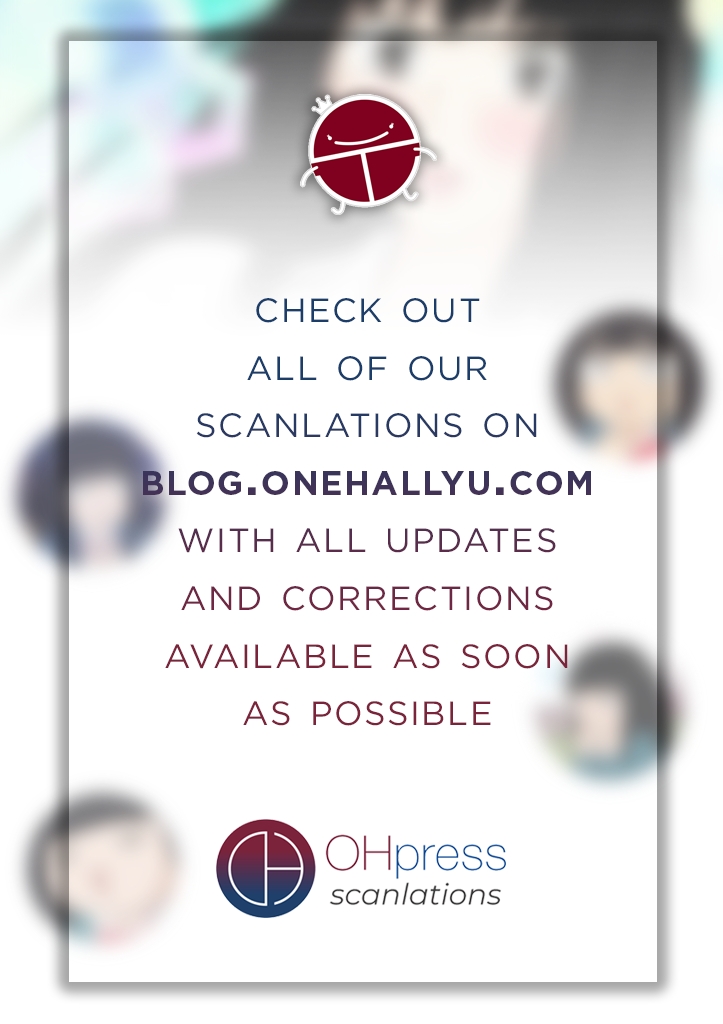 CHECK OUT
ALL OF OUR
SCANLATIONS ON
BLOG.ONEHALLYU.COM
WITH ALL UPDATES
AND CORRECTIONS
AVAILABLE AS SOON
AS POSSIBLE
OHpress
scanlations